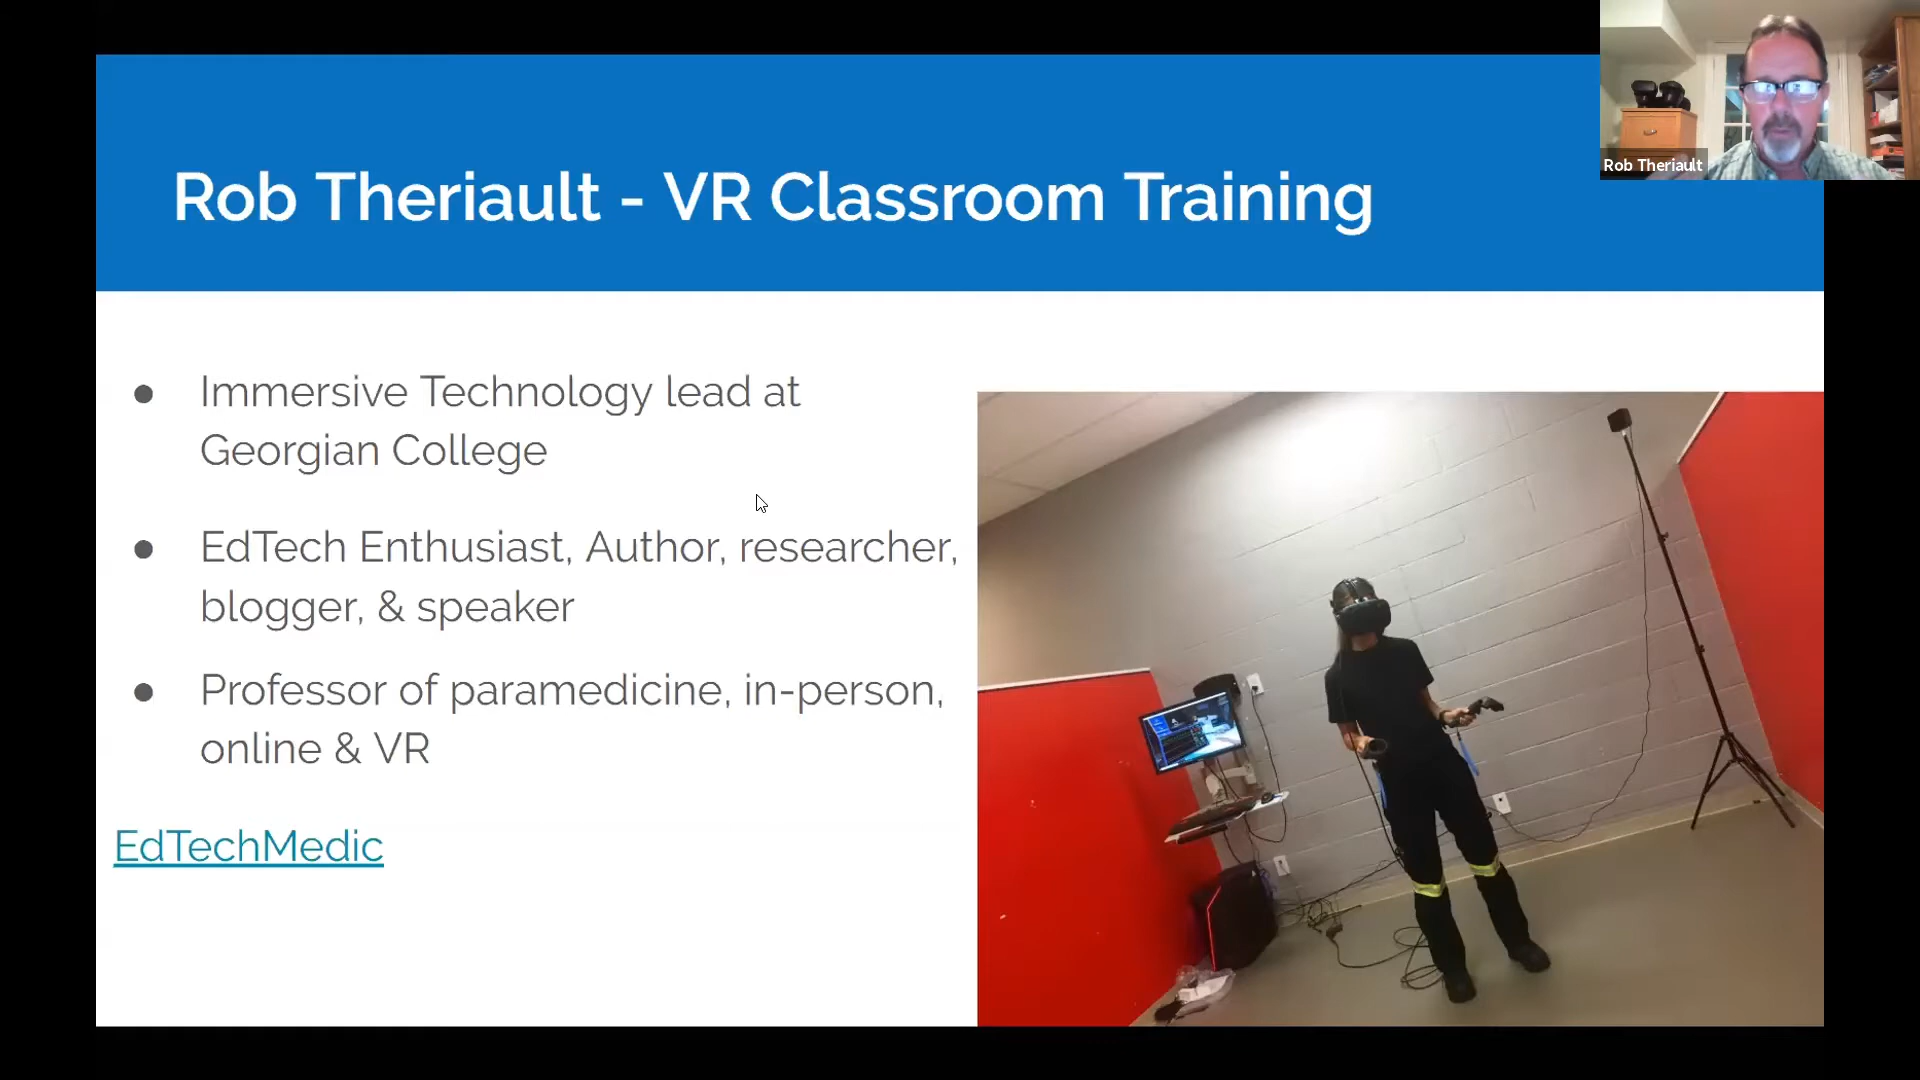 Rob Theriault - VR Classroom Training
Rob Theriault
● Immersive Technology lead at
Georgian College
● EdTech Enthusiast, Author, researcher,
blogger, & speaker
● Professor of paramedicine, in-person,
online & VR
EdTechMedic